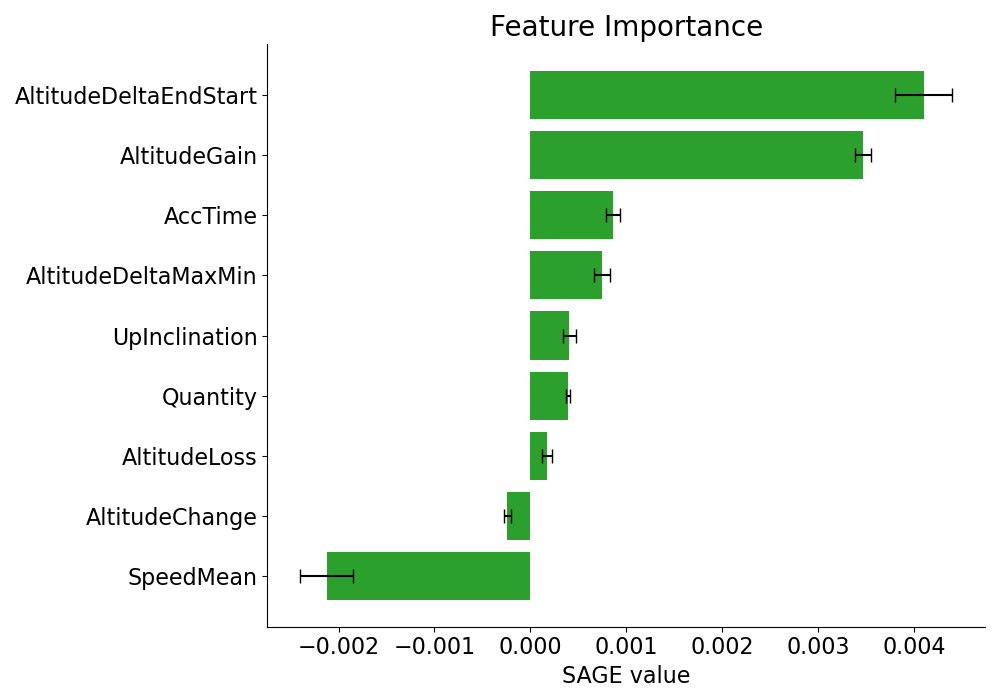 Feature Importance
AltitudeDeltaEndStart
AltitudeGain
AccTime
AltitudeDeltaMaxMin
UpInclination
Quantity
AltitudeLoss
AltitudeChange
SpeedMean
−0.002 −0.001 0.000 0.001 0.002 0.003 0.004
SAGE value